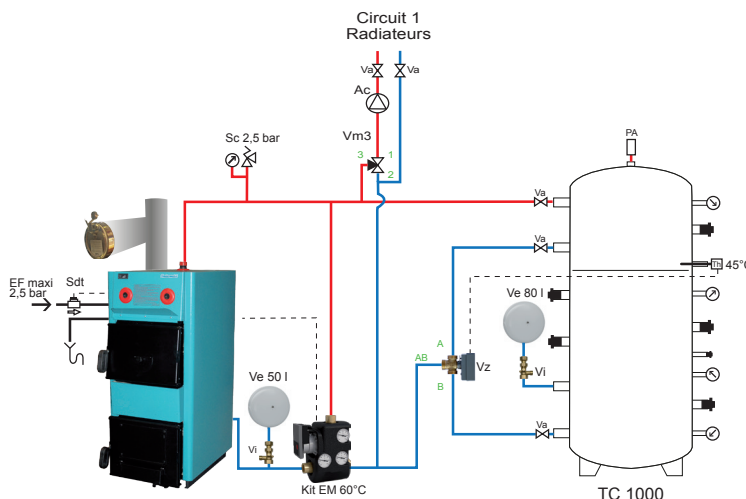 Circuit 1
Radiateurs
Va
Va
Ac
Vm3
3
1
2
Sc 2,5 bar
PA
Va
Va
Th
45°C
EF maxi
2,5 bar
Sdt
Ve 80 l
A
AB
Vz
B
Vi
Ve 50 l
Vi
Va
Kit EM 60°C
TC 1000